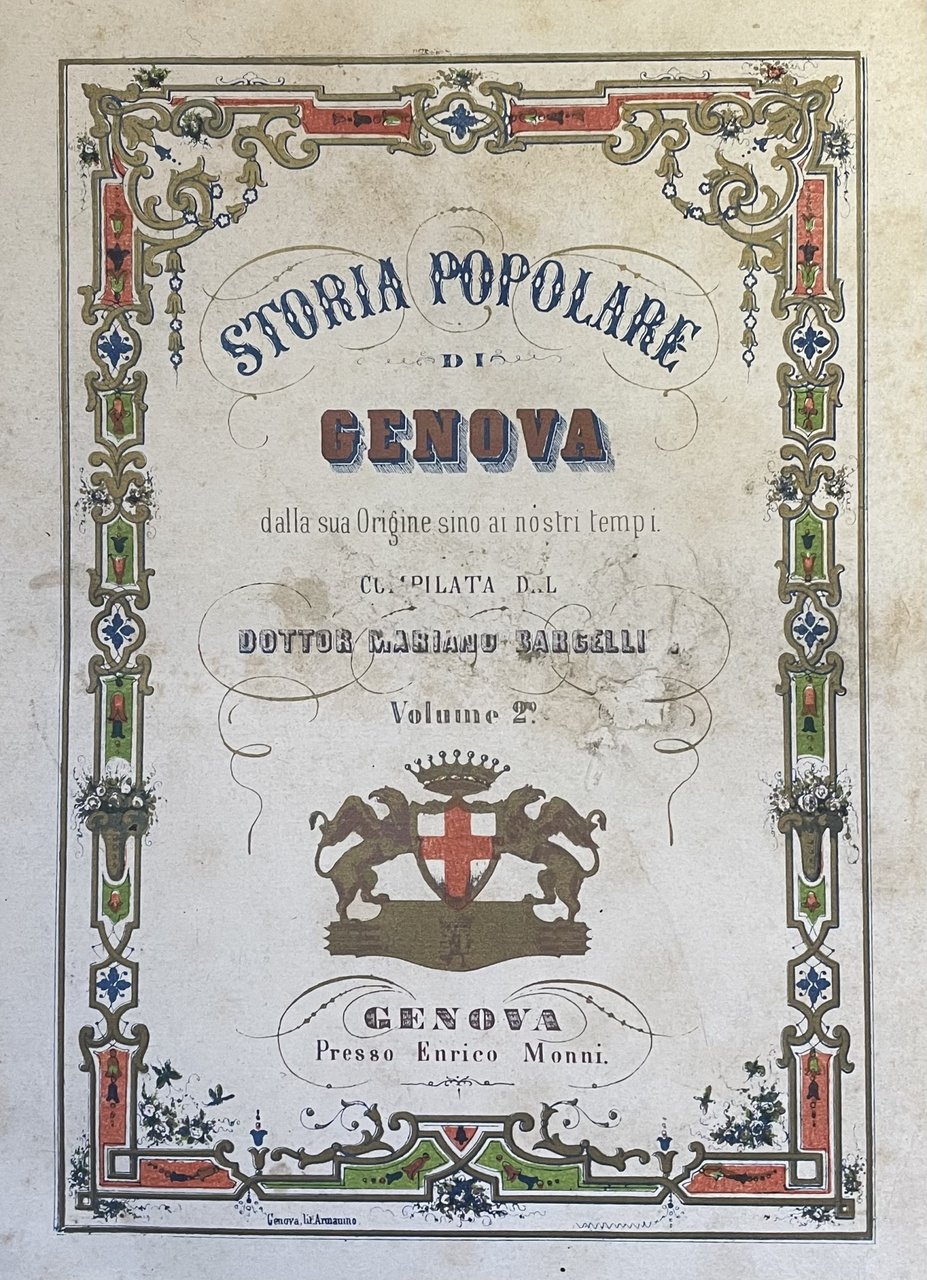 STORIA POPOLARE
DI
GENOVA
dalla sua Origine sino ai nostri tempi.
COMPILATA DAL
DOTTOR MARIANO BARGELLI
Volume 2º.
GENOVA
Presso Enrico Monni.
Genova, lit. Armanino